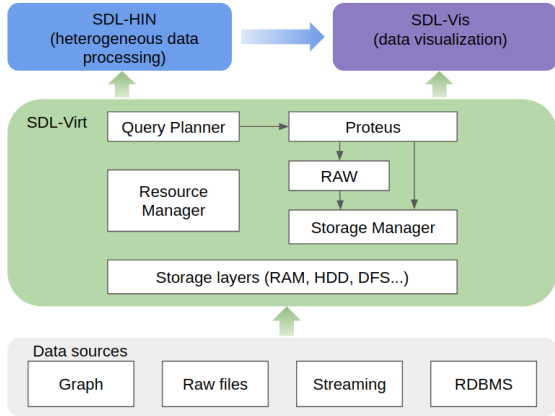 SDL-HIN
(heterogeneous data
processing)
SDL-Vis
(data visualization)
SDL-Virt
Query Planner
Proteus
RAW
Resource
Manager
Storage Manager
Storage layers (RAM, HDD, DFS...)
Data sources
Graph
Raw files
Streaming
RDBMS